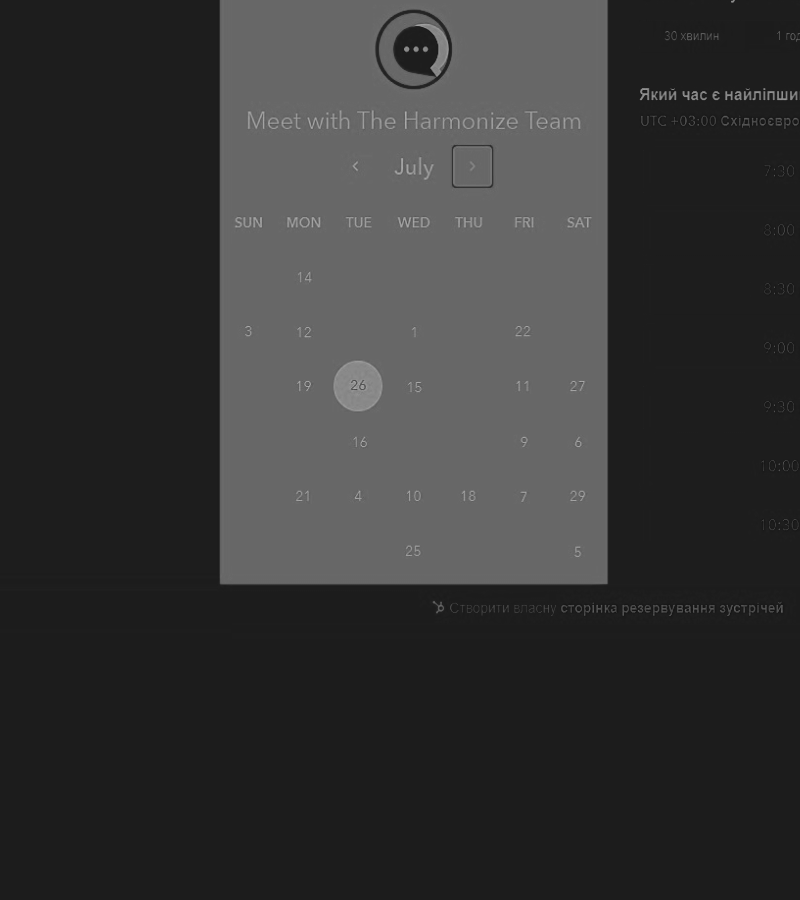 30 хвилин
1 год
Meet with The Harmonize Team
Який час є найліпши
UTC +03:00 Східноєвро
July
7:30
SUN MON TUE WED THU FRI SAT
8:00
14
8:30
3 12 1 22
9:00
19 26 15 11 27
9:30
16 9 6
10:00
21 4 10 18 7 29
10:30
25 5
Створити власну сторінка резервування зустрічей